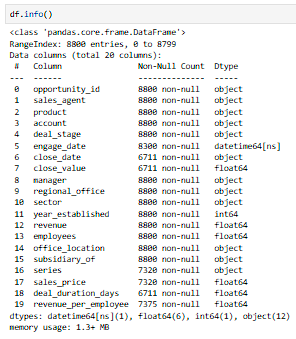 df.info()
<class 'pandas.core.frame.DataFrame'>
RangeIndex: 8800 entries, 0 to 8799
Data columns (total 20 columns):
 #   Column               Non-Null Count  Dtype
---  ------               --------------  -----
 0   opportunity_id       8800 non-null   object
 1   sales_agent          8800 non-null   object
 2   product              8800 non-null   object
 3   account              8800 non-null   object
 4   deal_stage           8800 non-null   object
 5   engage_date          8300 non-null   datetime64[ns]
 6   close_date           6711 non-null   object
 7   close_value          6711 non-null   float64
 8   manager              8800 non-null   object
 9   regional_office      8800 non-null   object
 10  sector               8800 non-null   object
 11  year_established     8800 non-null   int64
 12  revenue              8800 non-null   float64
 13  employees            8800 non-null   float64
 14  office_location      8800 non-null   object
 15  subsidiary_of        8800 non-null   object
 16  series               7320 non-null   object
 17  sales_price          7320 non-null   float64
 18  deal_duration_days   6711 non-null   float64
 19  revenue_per_employee 7375 non-null   float64
dtypes: datetime64[ns](1), float64(6), int64(1), object(12)
memory usage: 1.3+ MB